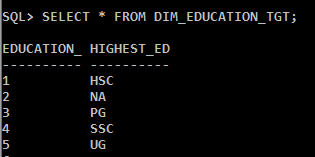 SQL> SELECT * FROM DIM_EDUCATION_TGT;
EDUCATION_ HIGHEST_ED
---------- ----------
1          HSC
2          NA
3          PG
4          SSC
5          UG